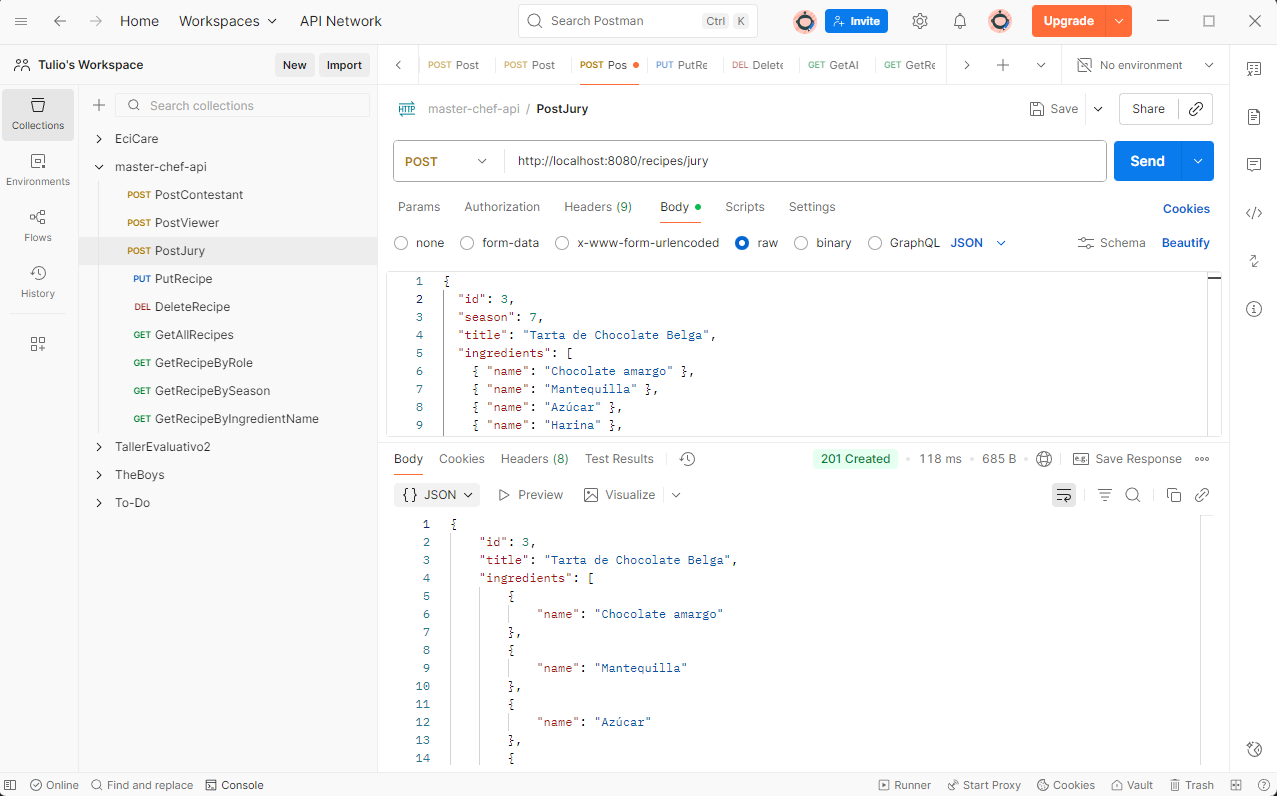 Home Workspaces API Network Search Postman Ctrl K Invite Upgrade
Tulio's Workspace New Import POST Post POST Post POST Pos PUT PutRe DEL Delete GET GetAl GET GetRe No environment
Collections
Environments
Flows
History
Search collections
EciCare
master-chef-api
POST PostContestant
POST PostViewer
POST PostJury
PUT PutRecipe
DEL DeleteRecipe
GET GetAllRecipes
GET GetRecipeByRole
GET GetRecipeBySeason
GET GetRecipeByIngredientName
TallerEvaluativo2
TheBoys
To-Do
HTTP master-chef-api / PostJury Save Share
POST http://localhost:8080/recipes/jury Send
Params Authorization Headers (9) Body Scripts Settings Cookies
none form-data x-www-form-urlencoded raw binary GraphQL JSON Schema Beautify
1 {
2 "id": 3,
3 "season": 7,
4 "title": "Tarta de Chocolate Belga",
5 "ingredients": [
6 { "name": "Chocolate amargo" },
7 { "name": "Mantequilla" },
8 { "name": "Azúcar" },
9 { "name": "Harina" },
Body Cookies Headers (8) Test Results 201 Created • 118 ms • 685 B • e.g. Save Response
{} JSON Preview Visualize
1 {
2 "id": 3,
3 "title": "Tarta de Chocolate Belga",
4 "ingredients": [
5 {
6 "name": "Chocolate amargo"
7 },
8 {
9 "name": "Mantequilla"
10 },
11 {
12 "name": "Azúcar"
13 },
14 {
Online Find and replace Console Runner Start Proxy Cookies Vault Trash